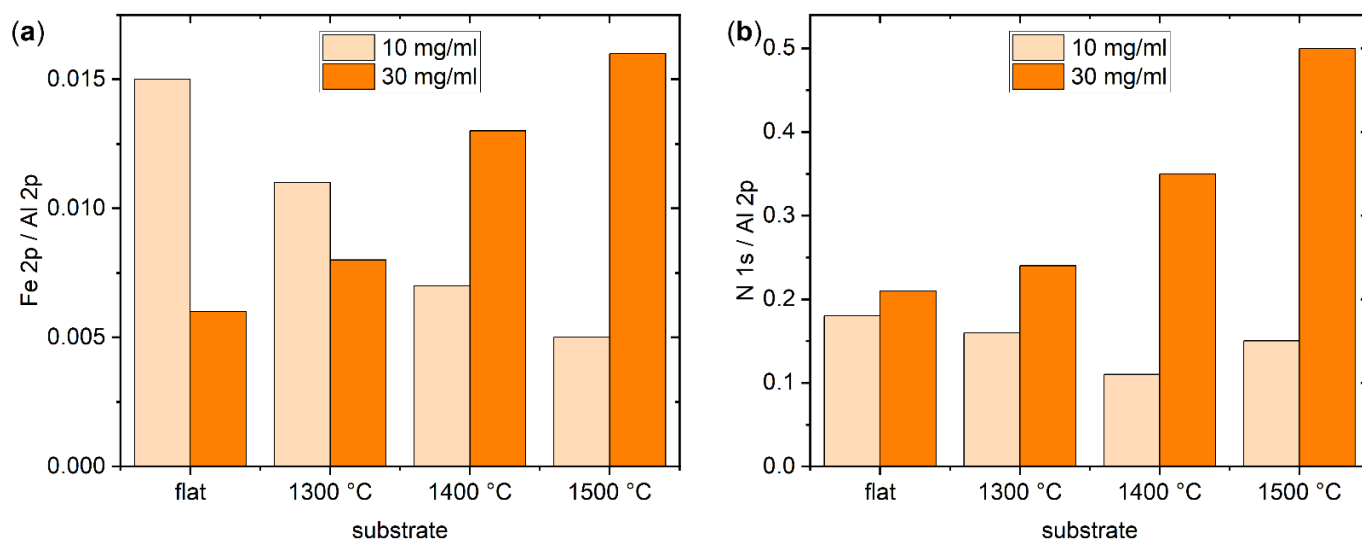 (a)
10 mg/ml
30 mg/ml
Fe 2p / Al 2p
0.015
0.010
0.005
0.000
flat 1300 °C 1400 °C 1500 °C
substrate
(b)
10 mg/ml
30 mg/ml
N 1s / Al 2p
0.5
0.4
0.3
0.2
0.1
0.0
flat 1300 °C 1400 °C 1500 °C
substrate